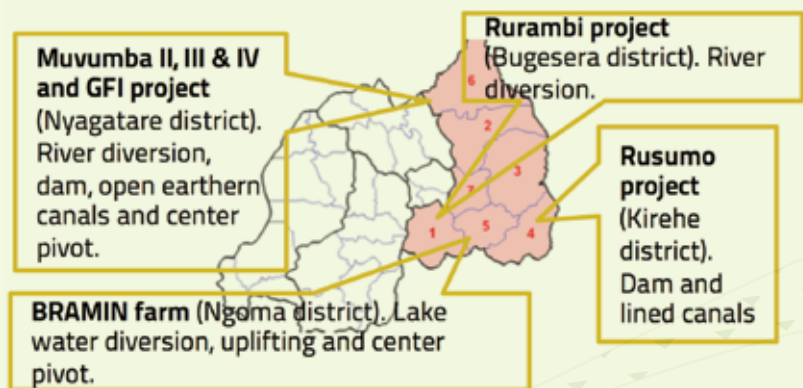 Muvumba II, III & IV
and GFI project
(Nyagatare district).
River diversion,
dam, open earthern
canals and center
pivot.
Rurambi project
(Bugesera district). River
diversion.
6
2
3
7
1
5
4
Rusumo
project
(Kirehe
district).
Dam and
lined canals
BRAMIN farm (Ngoma district). Lake
water diversion, uplifting and center
pivot.